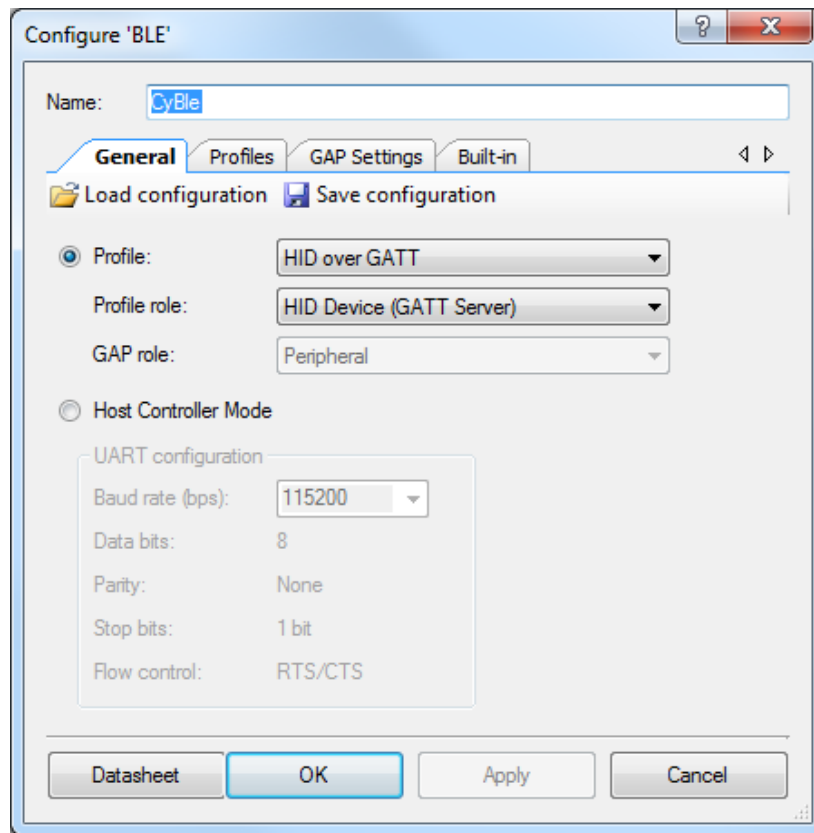 Configure 'BLE'
Name: CyBle
General Profiles GAP Settings Built-in
Load configuration Save configuration
Profile: HID over GATT
Profile role: HID Device (GATT Server)
GAP role: Peripheral
Host Controller Mode
UART configuration
Baud rate (bps): 115200
Data bits: 8
Parity: None
Stop bits: 1 bit
Flow control: RTS/CTS
Datasheet OK Apply Cancel